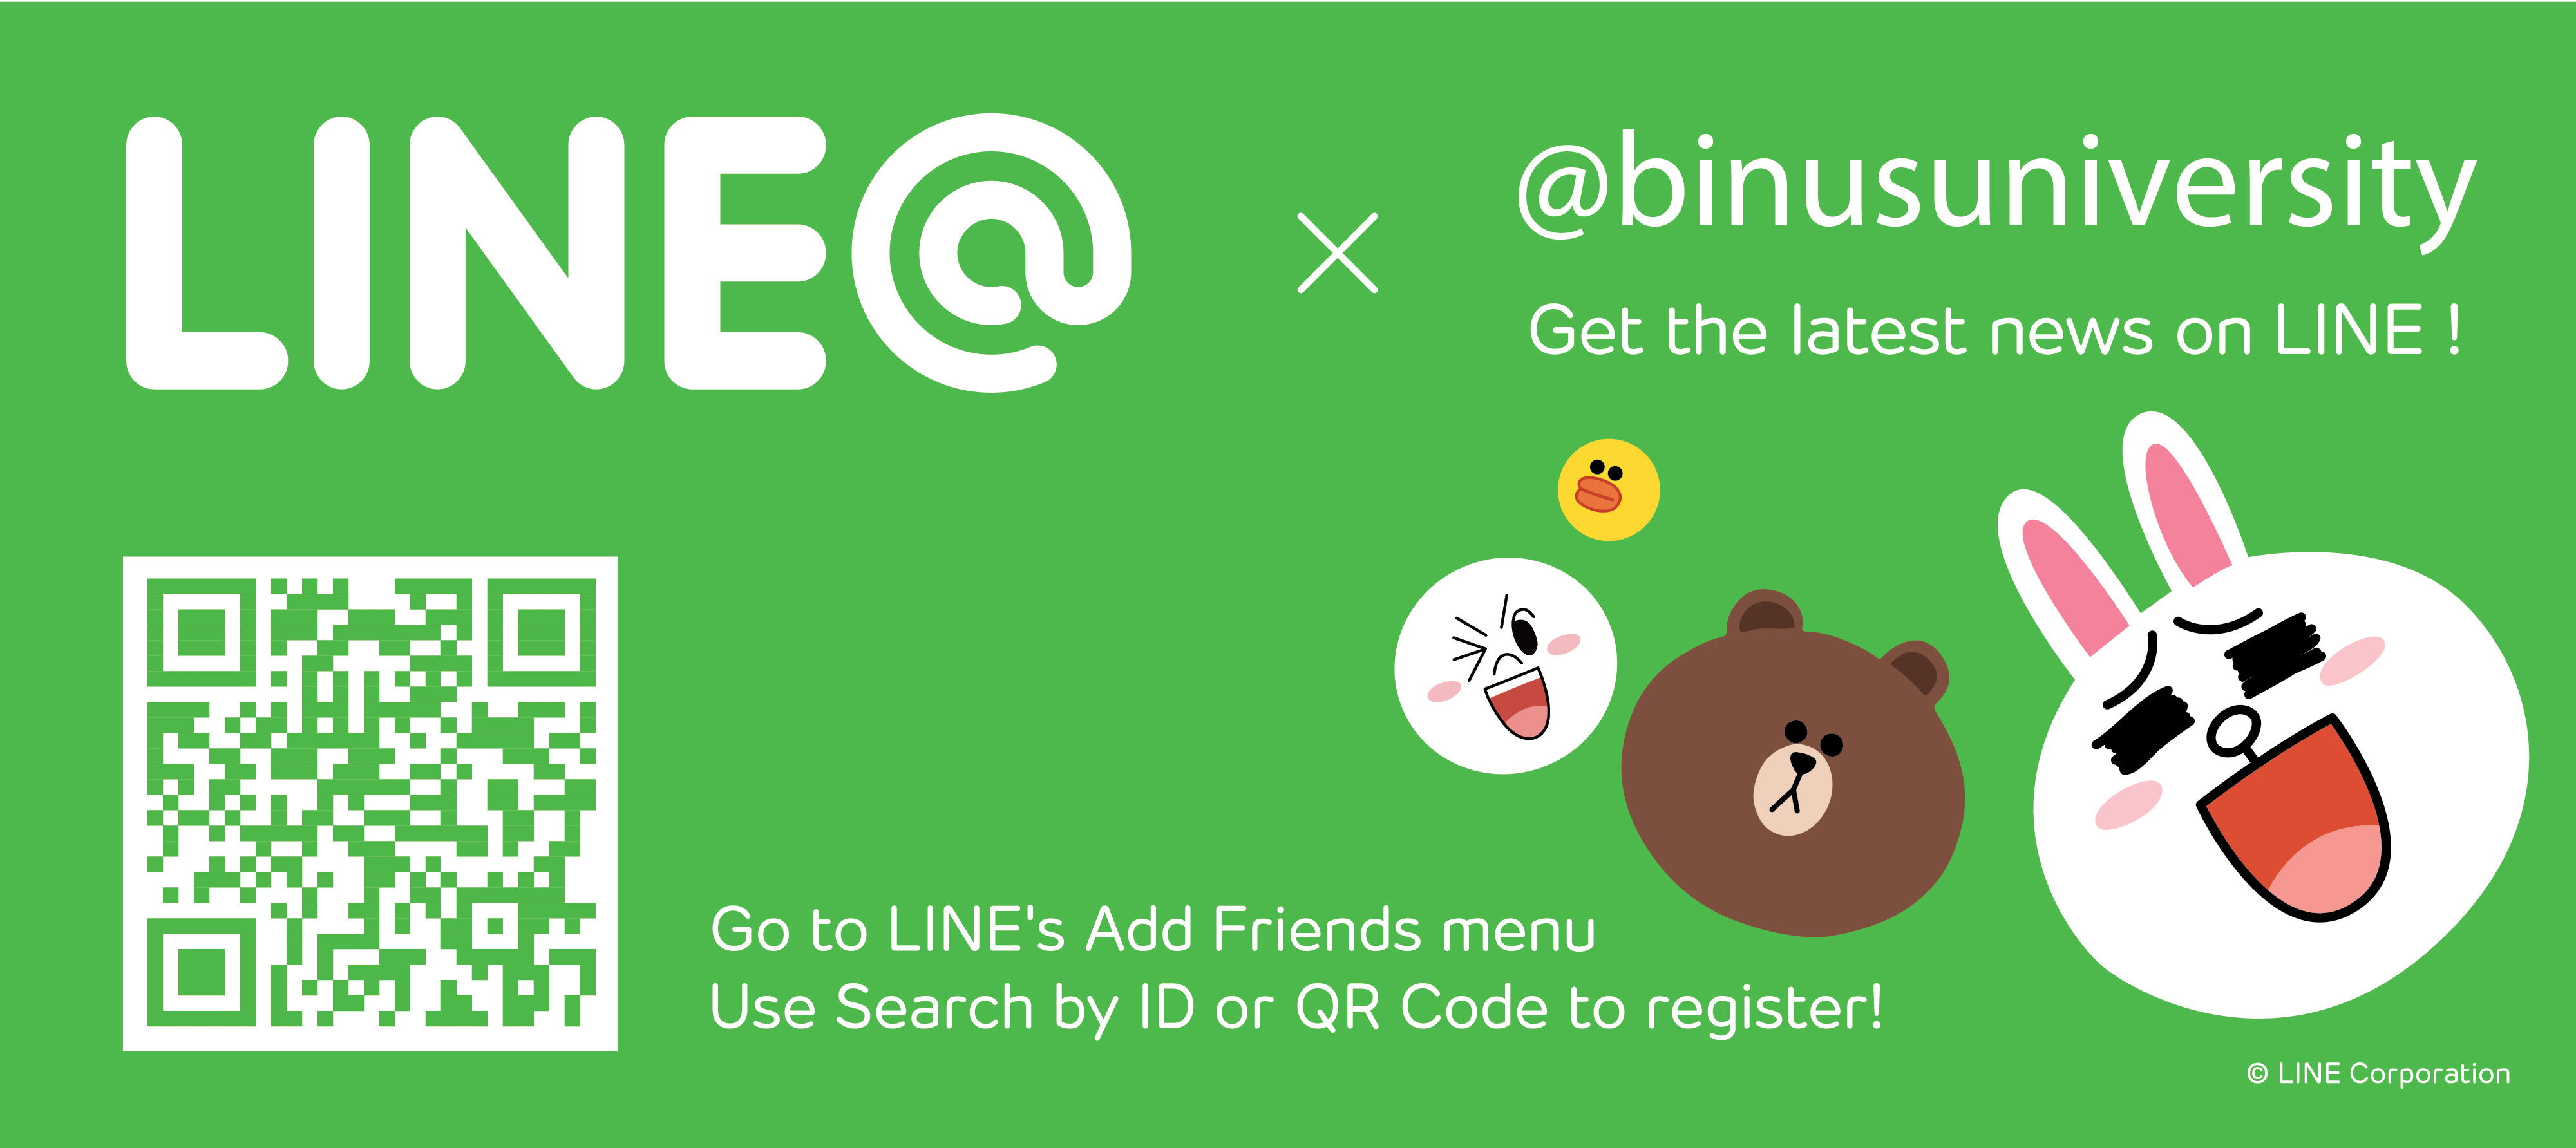 LINE@
×
@binusuniversity
Get the latest news on LINE !
Go to LINE's Add Friends menu
Use Search by ID or QR Code to register!
© LINE Corporation